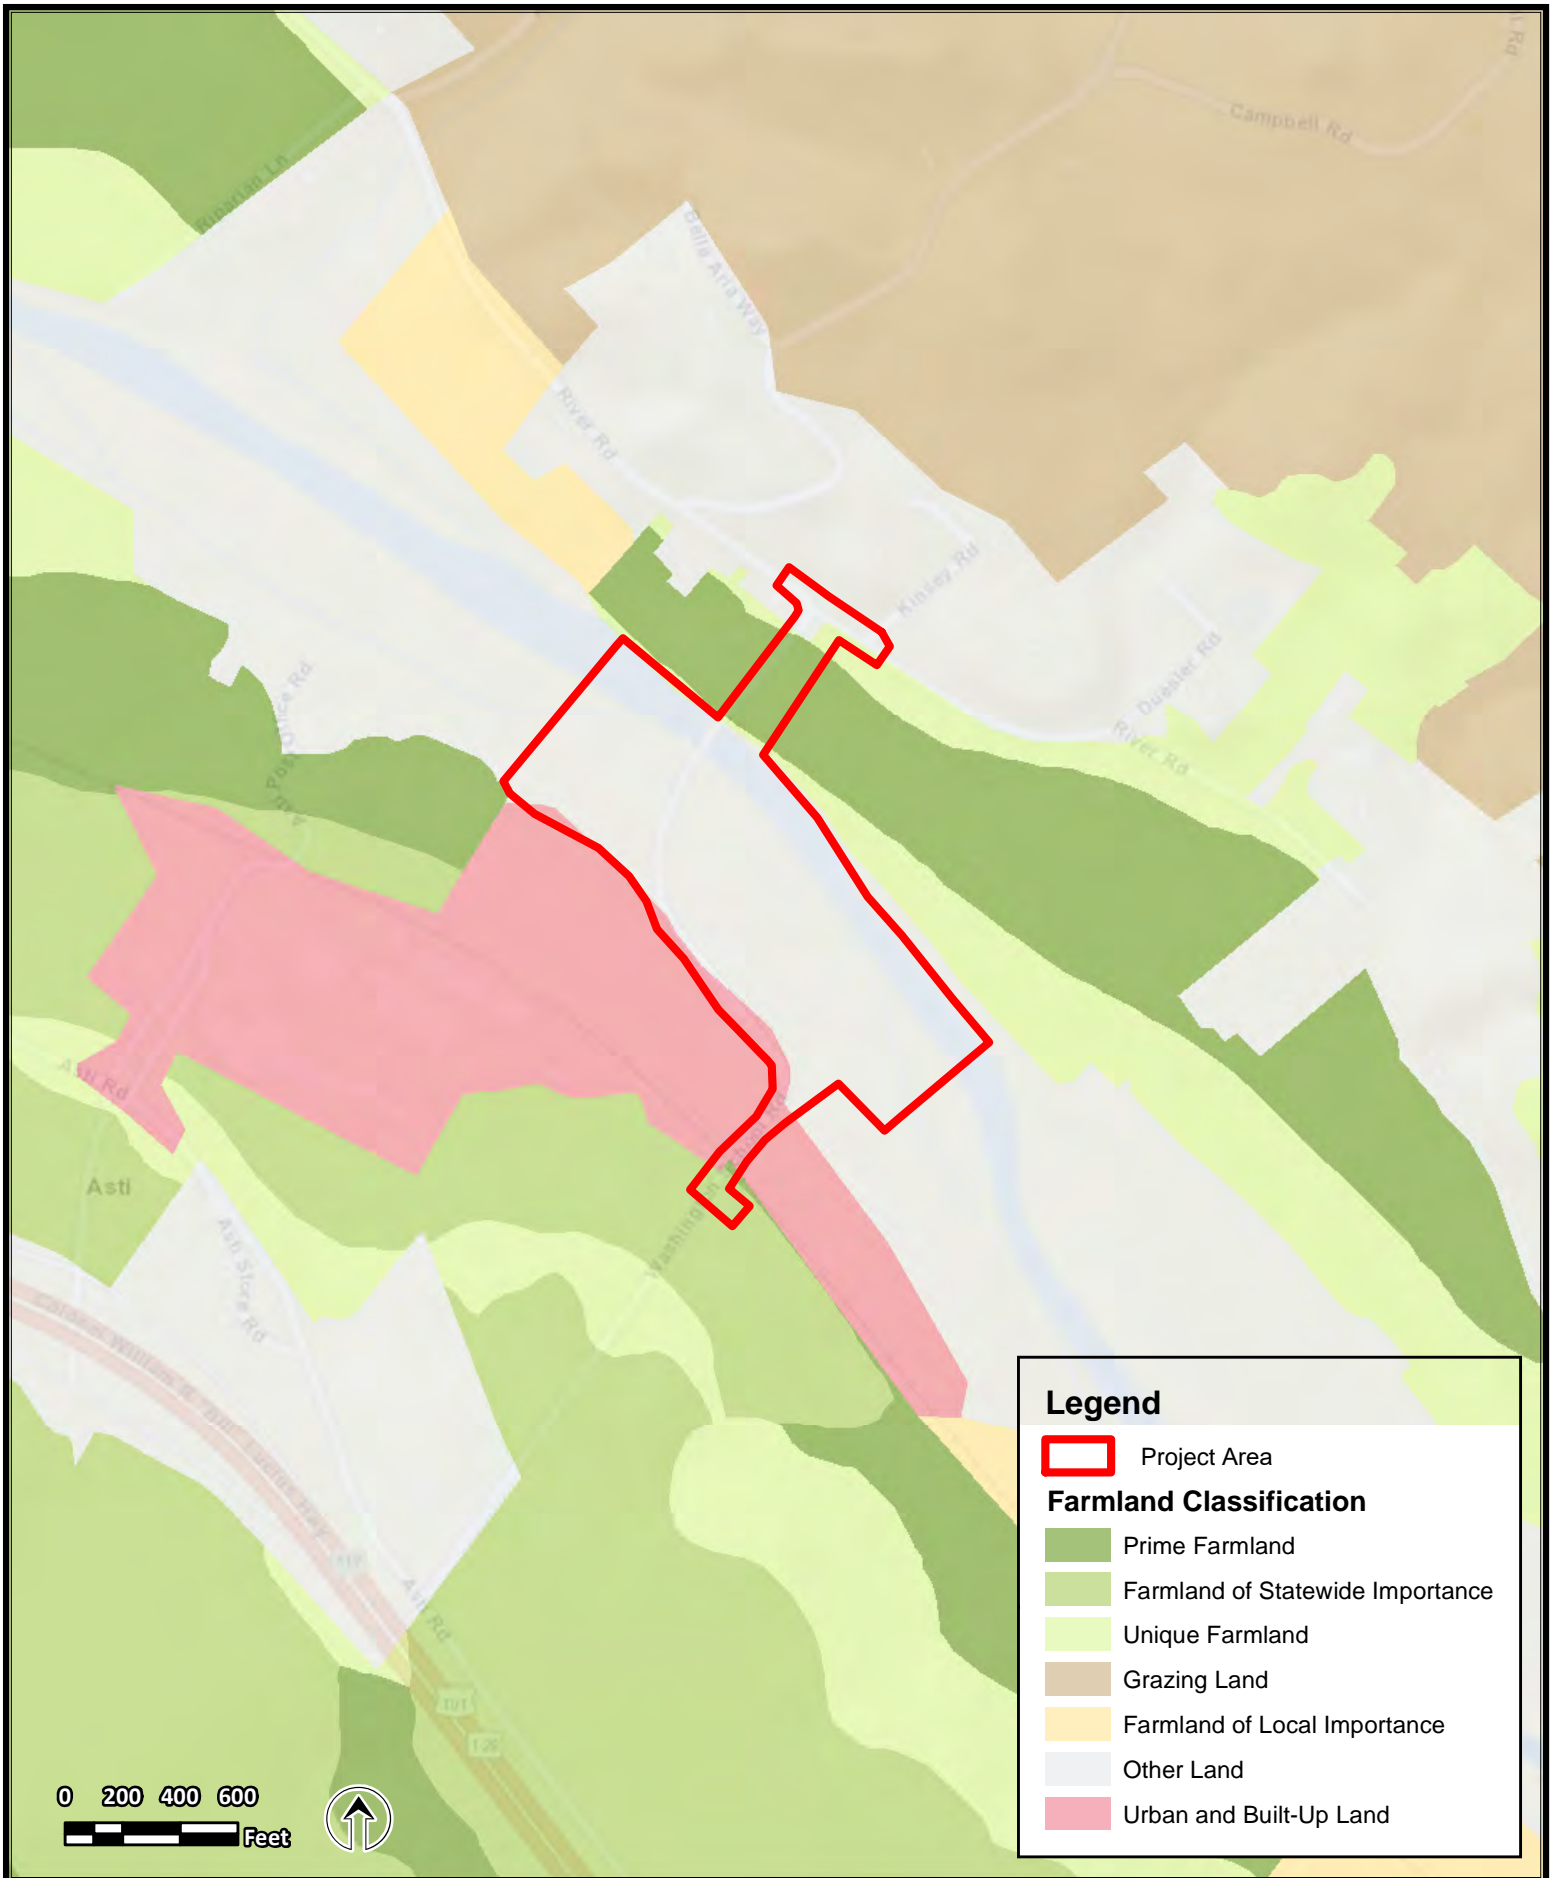 Campbell Rd
Riparian Ln
Bella Aria Way
River Rd
Kinsey Rd
R. Duesler Rd
River Rd
Asti Post Office Rd
Asti Rd
Asti
Washington School Rd
Asti Store Rd
Asti Rd
101
Legend
Project Area
Farmland Classification
Prime Farmland
Farmland of Statewide Importance
Unique Farmland
Grazing Land
Farmland of Local Importance
Other Land
Urban and Built-Up Land
0 200 400 600
Feet